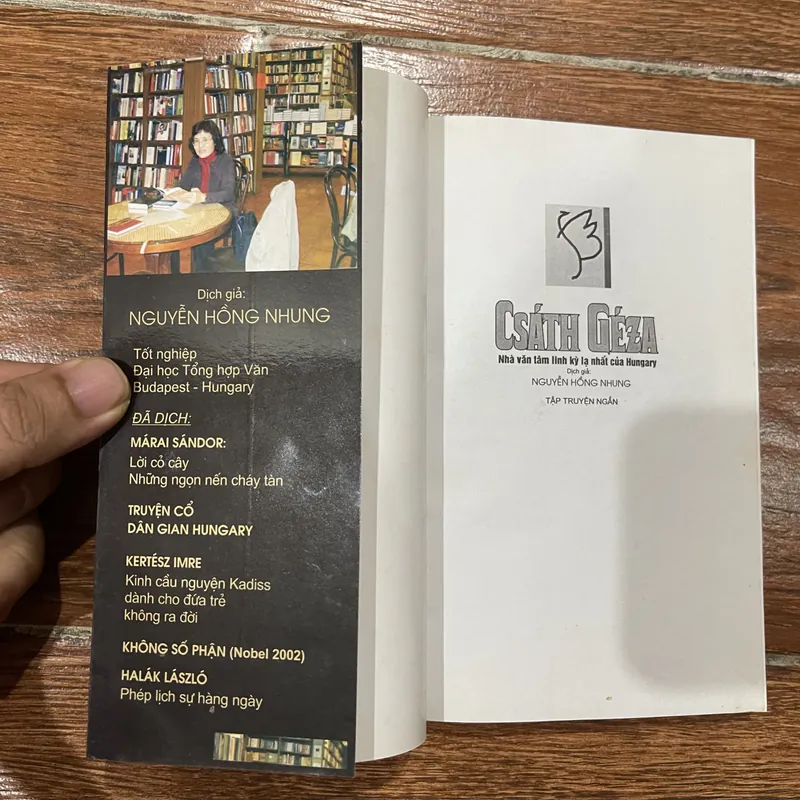 Dịch giả:
NGUYỄN HỒNG NHUNG
Tốt nghiệp
Đại học Tổng hợp Văn
Budapest - Hungary
ĐÃ DỊCH:
MÁRAI SÁNDOR:
Lời cỏ cây
Những ngọn nến cháy tàn
TRUYỆN CỔ
DÂN GIAN HUNGARY
KERTÉSZ IMRE
Kinh cầu nguyện Kadiss
dành cho đứa trẻ
không ra đời
KHÔNG SỐ PHẬN (Nobel 2002)
HALÁK LÁSZLÓ
Phép lịch sự hàng ngày
CSÁTH GÉZA
Nhà văn tâm linh kỳ lạ nhất của Hungary
Dịch giả:
NGUYỄN HỒNG NHUNG
TẬP TRUYỆN NGẮN